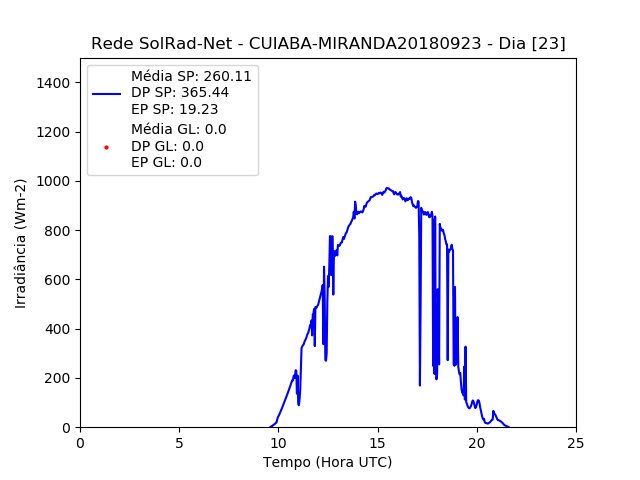 Rede SolRad-Net - CUIABA-MIRANDA20180923 - Dia [23]
Média SP: 260.11
DP SP: 365.44
EP SP: 19.23
Média GL: 0.0
DP GL: 0.0
EP GL: 0.0
Irradiância (Wm-2)
1400
1200
1000
800
600
400
200
0
0 5 10 15 20 25
Tempo (Hora UTC)